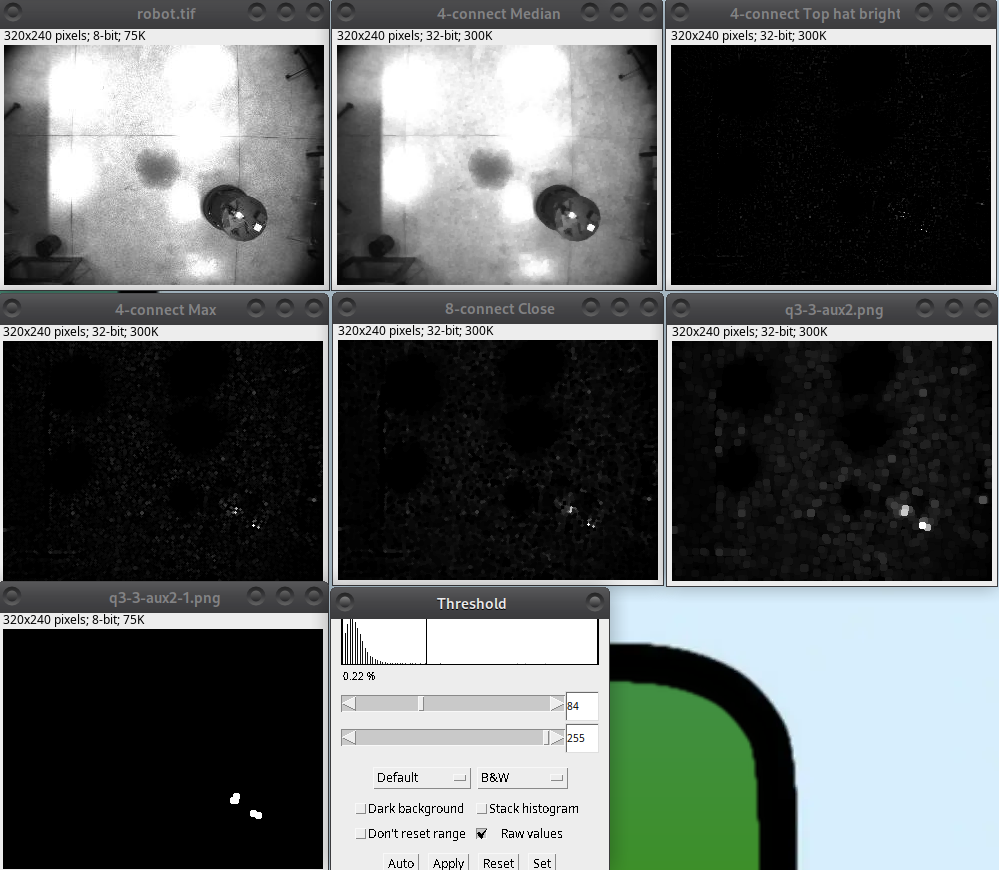 robot.tif
320x240 pixels; 8-bit; 75K
4-connect Median
320x240 pixels; 32-bit; 300K
4-connect Top hat bright
320x240 pixels; 32-bit; 300K
4-connect Max
320x240 pixels; 32-bit; 300K
8-connect Close
320x240 pixels; 32-bit; 300K
q3-3-aux2.png
320x240 pixels; 32-bit; 300K
q3-3-aux2-1.png
320x240 pixels; 8-bit; 75K
Threshold
0.22 %
84
255
Default
B&W
Dark background
Stack histogram
Don't reset range
Raw values
Auto
Apply
Reset
Set